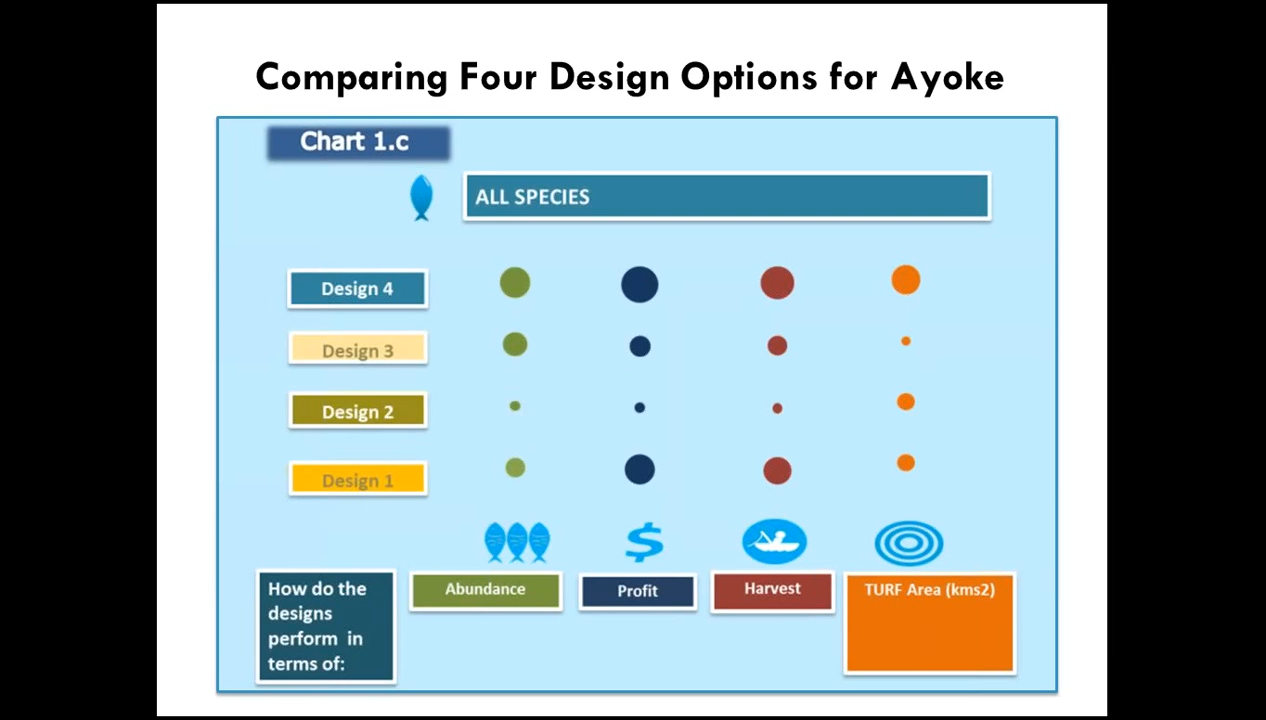 Comparing Four Design Options for Ayoke
Chart 1.c
ALL SPECIES
Design 4
Design 3
Design 2
Design 1
$
How do the
designs
perform in
terms of:
Abundance
Profit
Harvest
TURF Area (kms2)